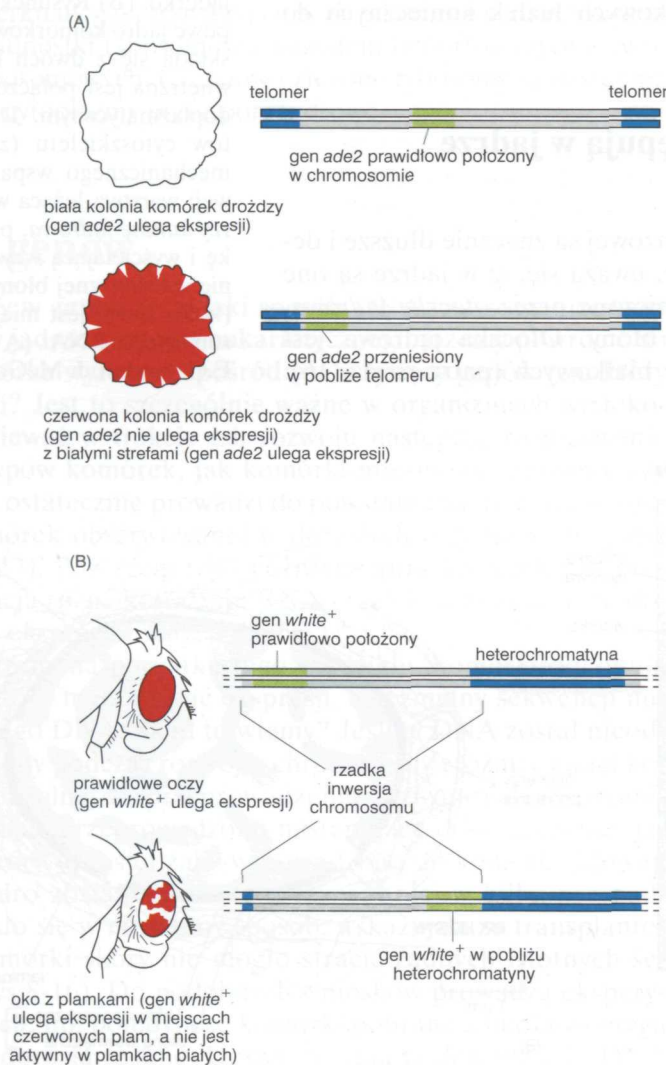 (A)
telomer
telomer
gen ade2 prawidłowo położony
w chromosomie
biała kolonia komórek drożdzy
(gen ade2 ulega ekspresji)
gen ade2 przeniesiony
w pobliże telomeru
czerwona kolonia komórek drożdzy
(gen ade2 nie ulega ekspresji)
z białymi strefami (gen ade2 ulega ekspresji)
(B)
gen white+
prawidłowo położony
heterochromatyna
prawidłowe oczy
(gen white+ ulega ekspresji)
rzadka
inwersja
chromosomu
gen white+ w pobliżu
heterochromatyny
oko z plamkami (gen white+
ulega ekspresji w miejscach
czerwonych plam, a nie jest
aktywny w plamkach białych)